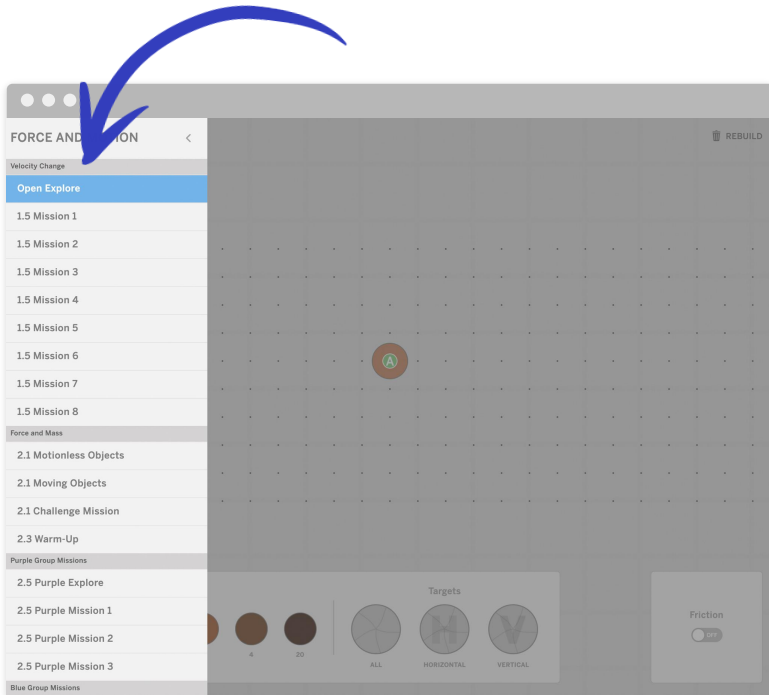 FORCE AND ION <
REBUILD
Velocity Change
Open Explore
1.5 Mission 1
1.5 Mission 2
1.5 Mission 3
1.5 Mission 4
1.5 Mission 5
1.5 Mission 6
1.5 Mission 7
1.5 Mission 8
A
Force and Mass
2.1 Motionless Objects
2.1 Moving Objects
2.1 Challenge Mission
2.3 Warm-Up
Purple Group Missions
2.5 Purple Explore
2.5 Purple Mission 1
2.5 Purple Mission 2
2.5 Purple Mission 3
Blue Group Missions
4
20
Targets
H
V
ALL
HORIZONTAL
VERTICAL
Friction
OFF